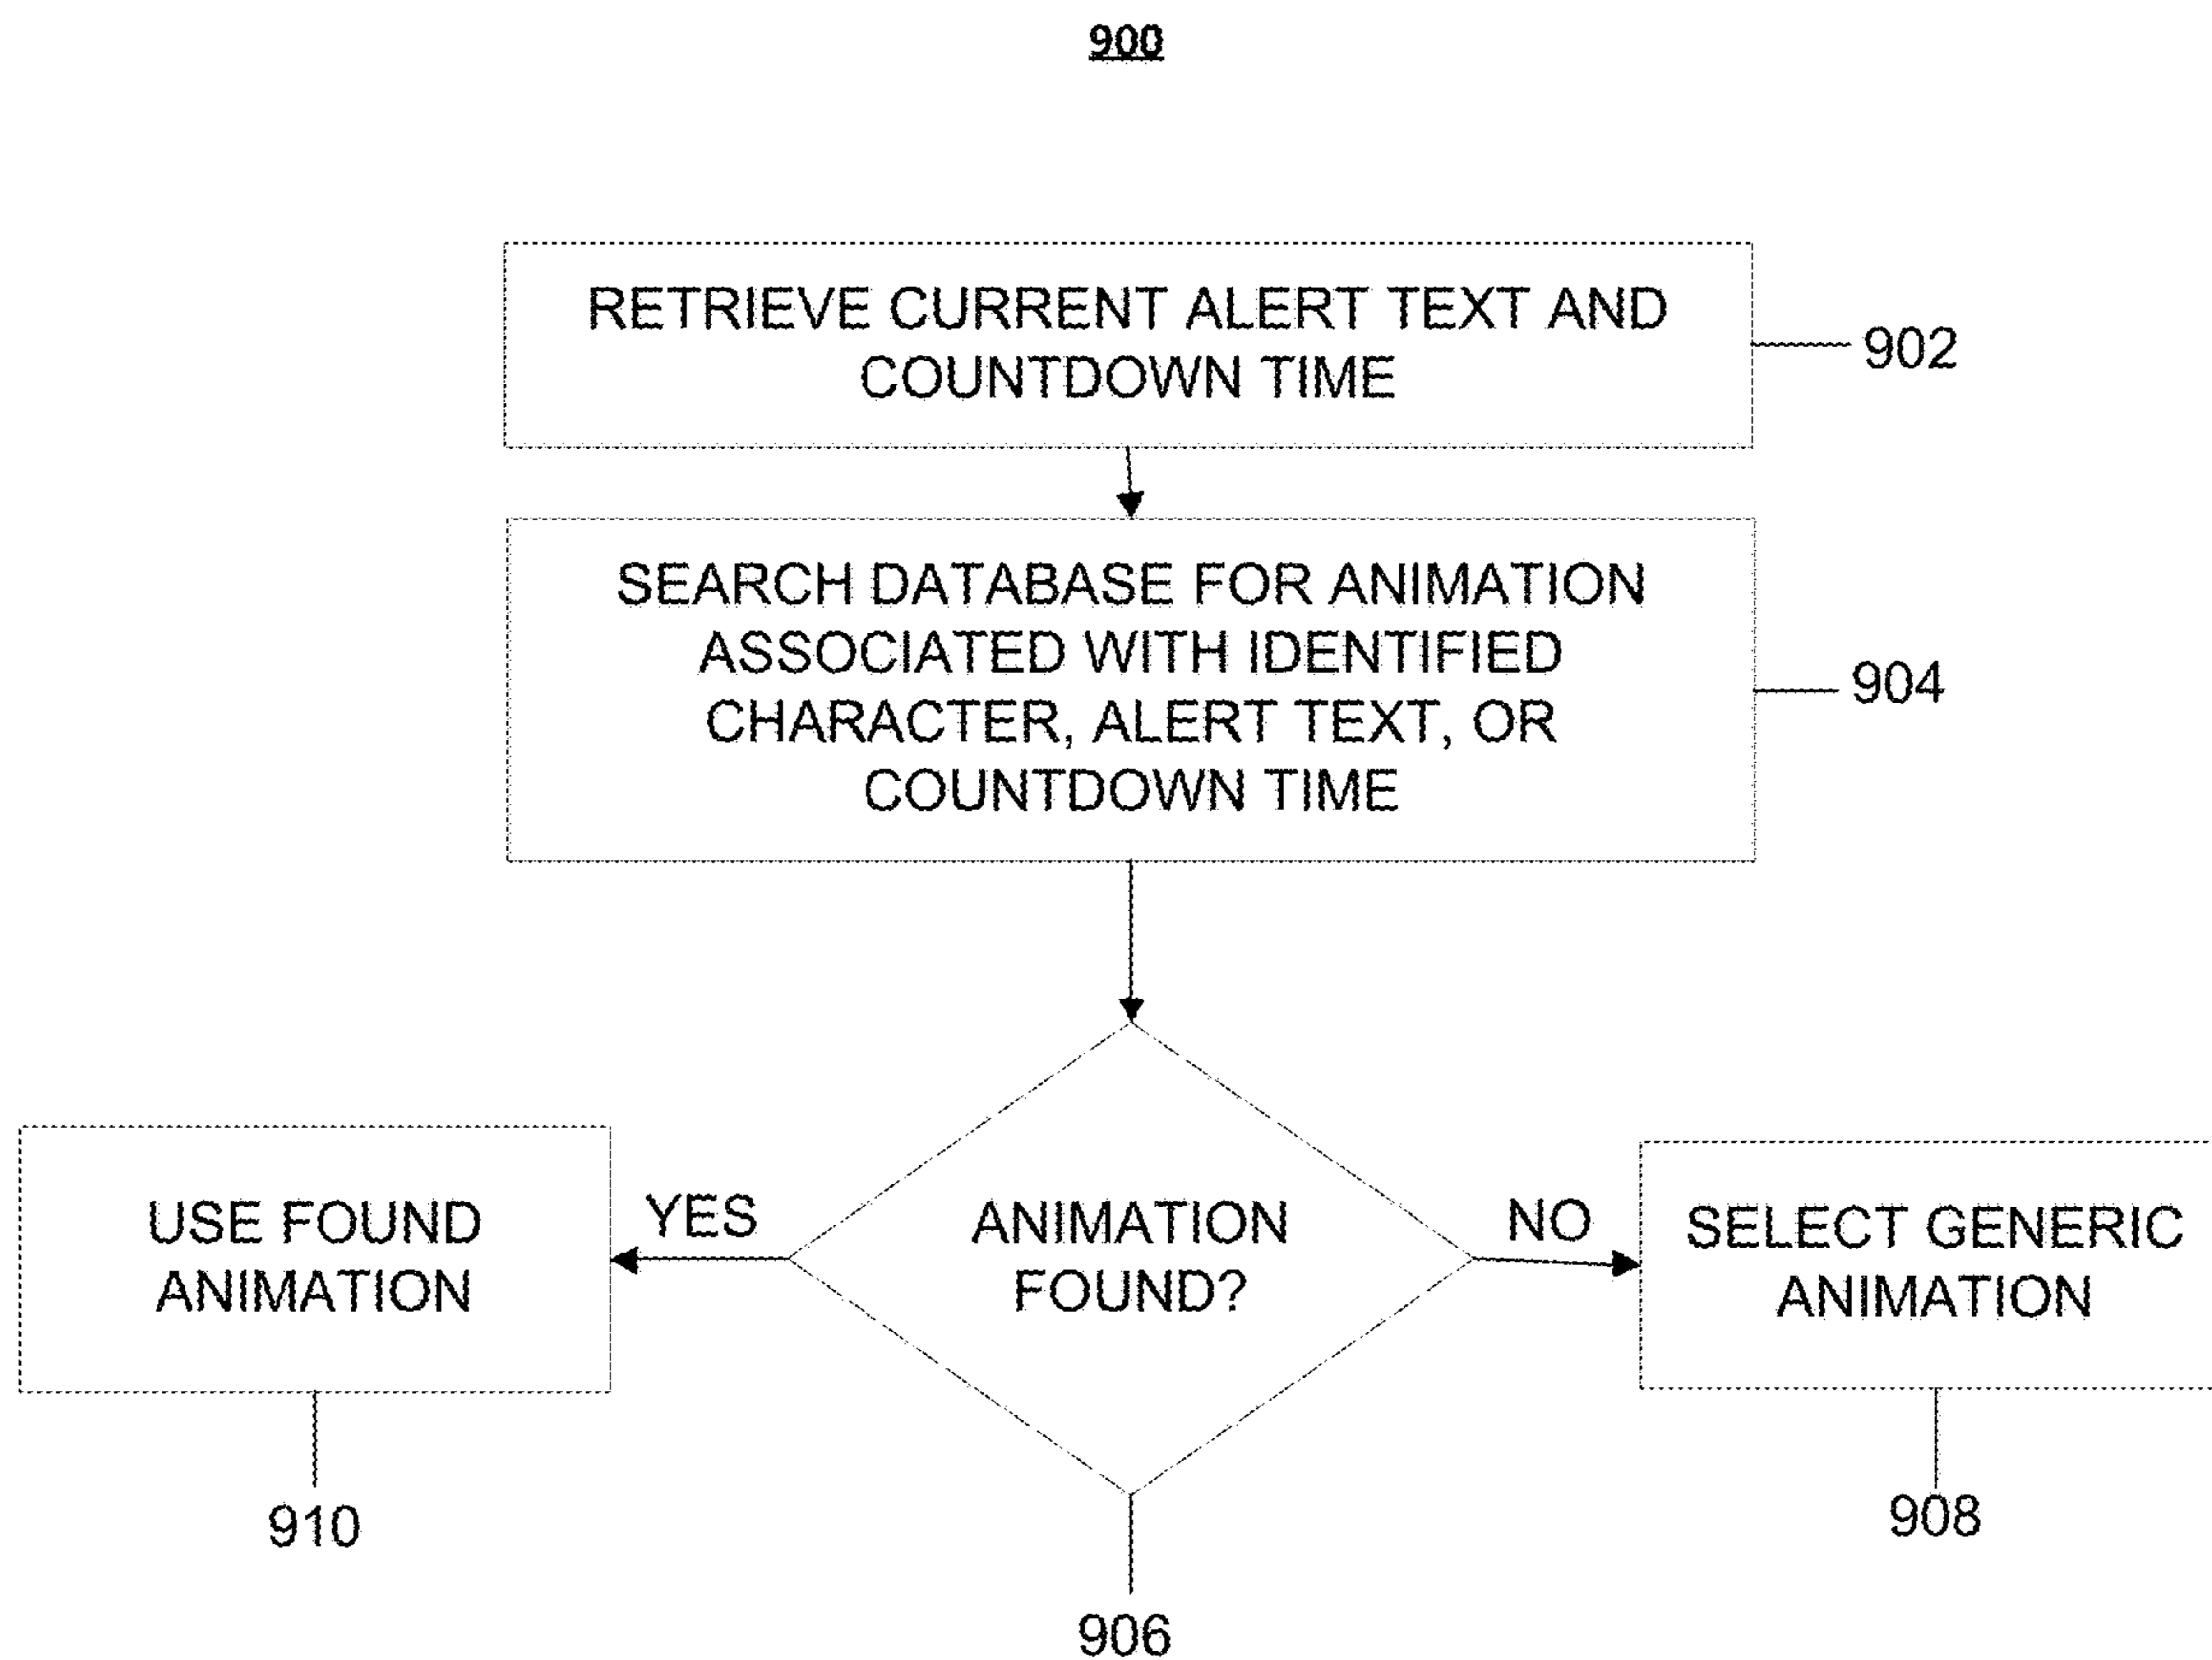 900
RETRIEVE CURRENT ALERT TEXT AND
COUNTDOWN TIME
902
SEARCH DATABASE FOR ANIMATION
ASSOCIATED WITH IDENTIFIED
CHARACTER, ALERT TEXT, OR
COUNTDOWN TIME
904
USE FOUND
ANIMATION
YES
ANIMATION
FOUND?
NO
SELECT GENERIC
ANIMATION
910
908
906